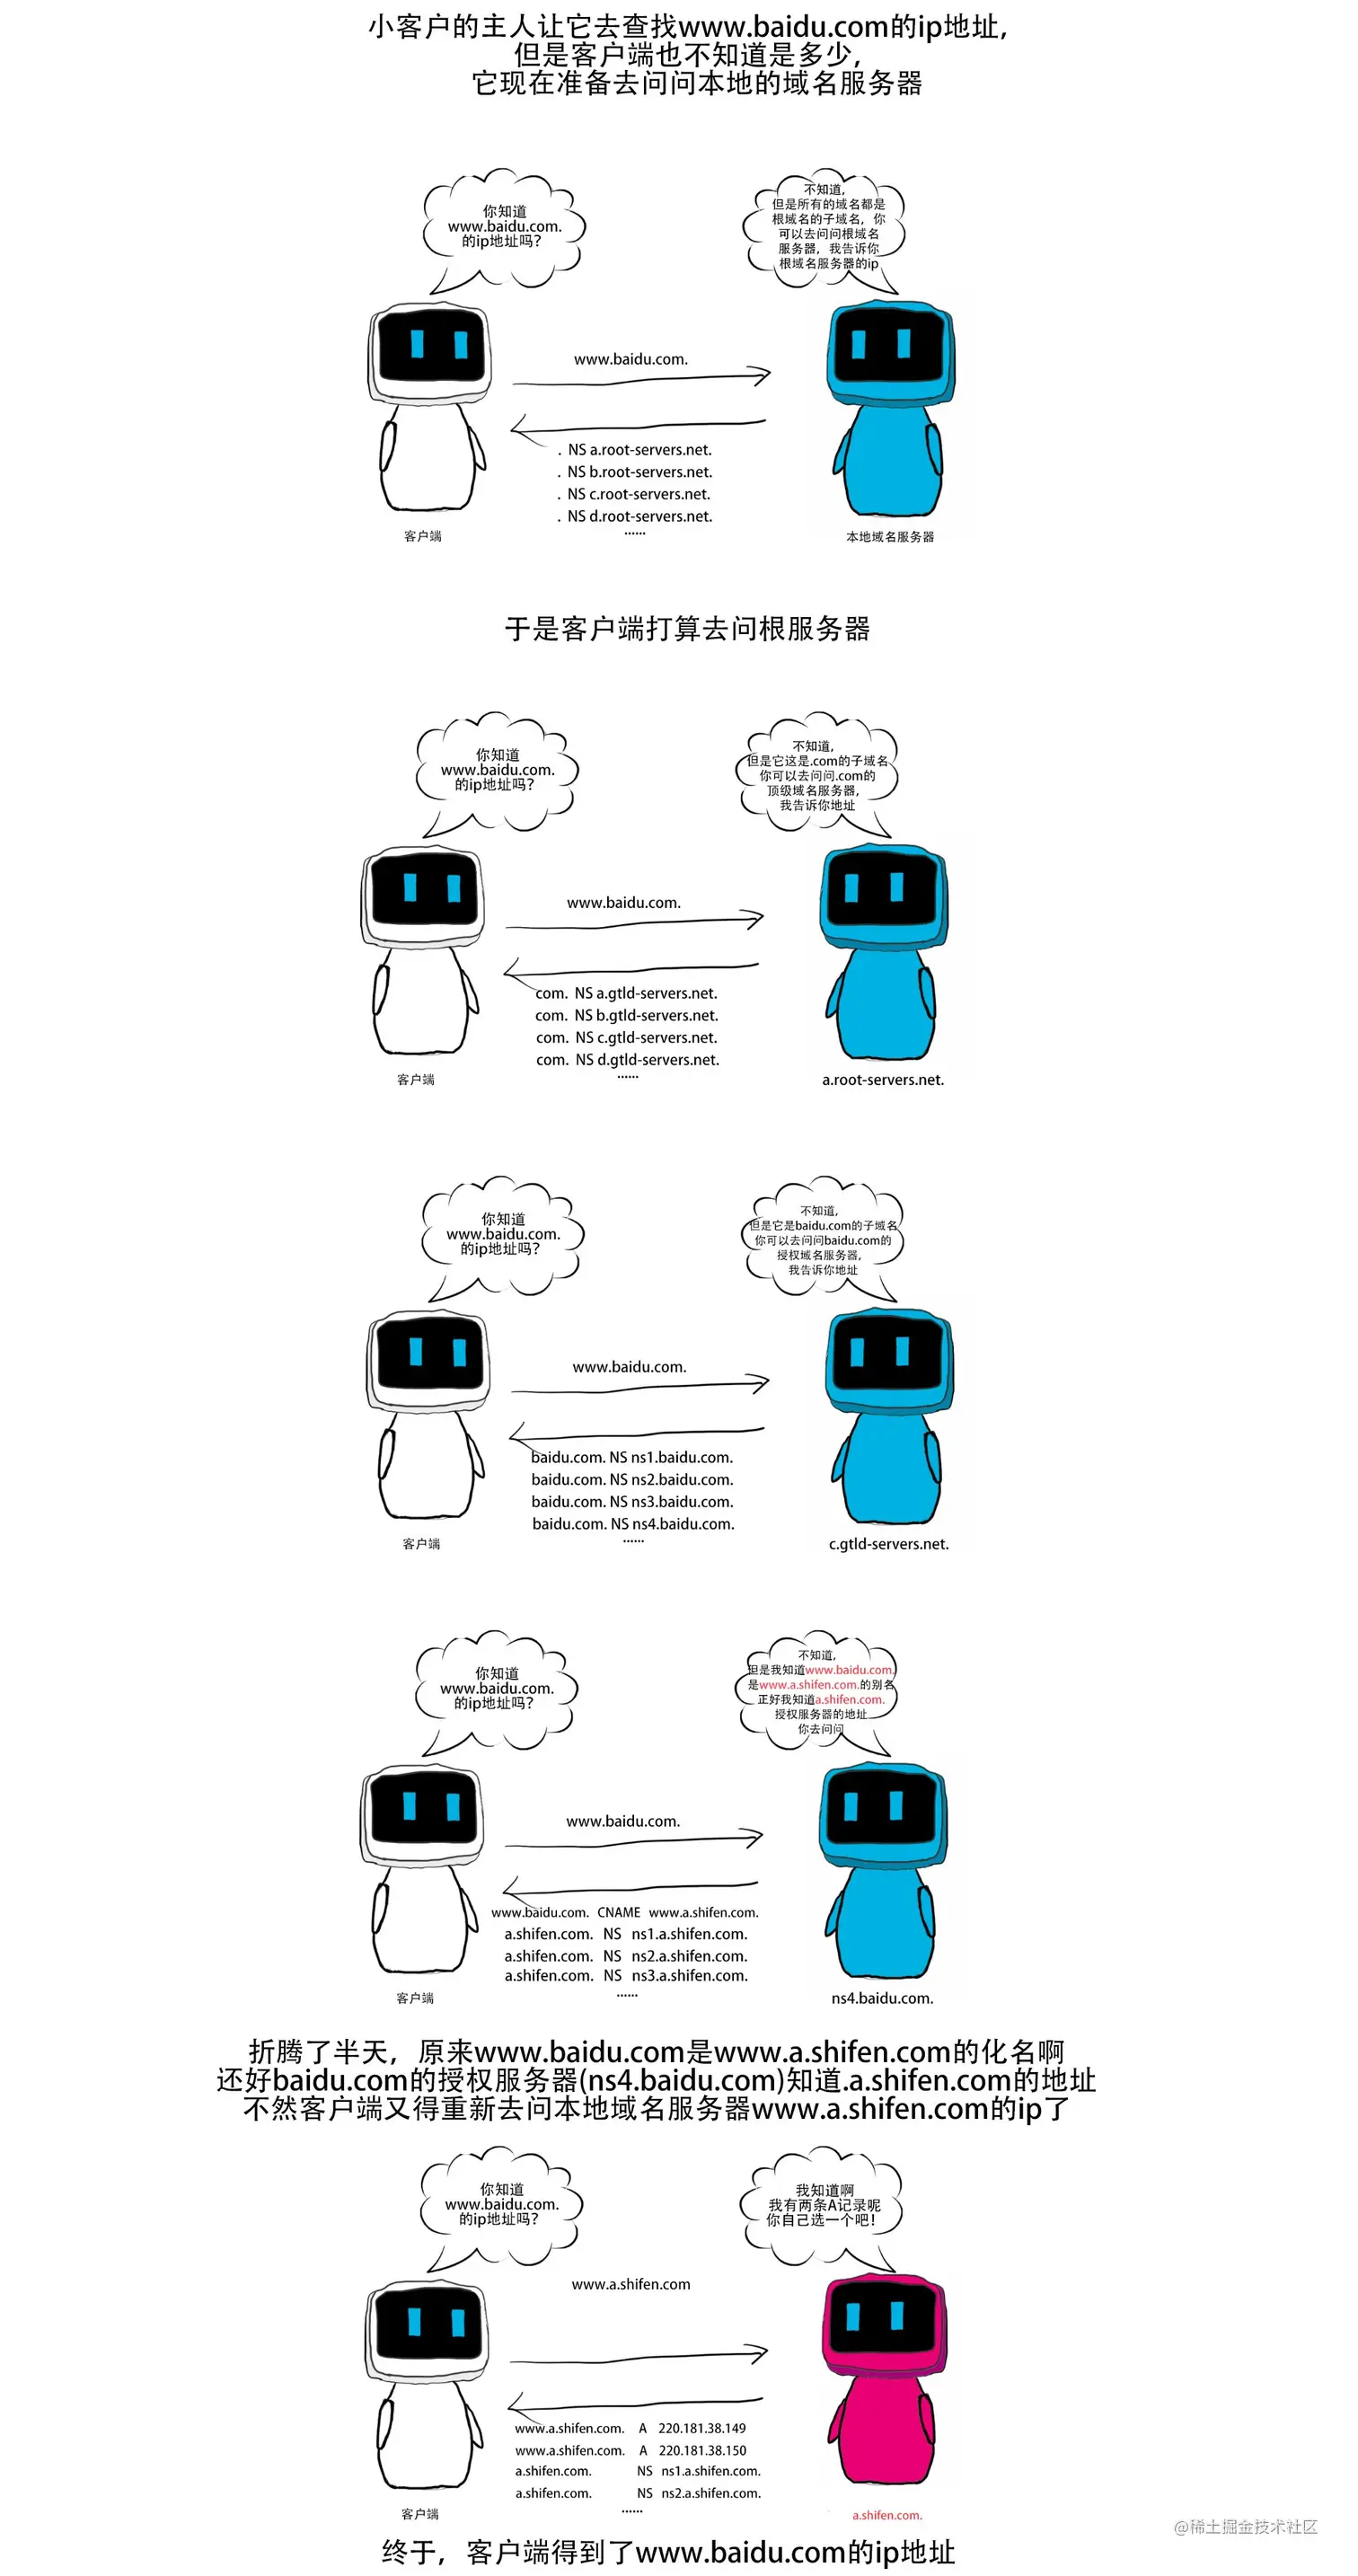 小客户的主人让它去查找www.baidu.com的ip地址,
但是客户端也不知道是多少,
它现在准备去问问本地的域名服务器
你知道
www.baidu.com.
的ip地址吗?
不知道,
但是所有的域名都是
根域名的子域名, 你
可以去问问根域名
服务器, 我告诉你
根域名服务器的ip
www.baidu.com.
. NS a.root-servers.net.
. NS b.root-servers.net.
. NS c.root-servers.net.
. NS d.root-servers.net.
......
客户端
本地域名服务器
于是客户端打算去问根服务器
你知道
www.baidu.com.
的ip地址吗?
不知道,
但是它这是.com的子域名
你可以去问问.com的
顶级域名服务器,
我告诉你地址
www.baidu.com.
com. NS a.gtld-servers.net.
com. NS b.gtld-servers.net.
com. NS c.gtld-servers.net.
com. NS d.gtld-servers.net.
......
客户端
a.root-servers.net.
你知道
www.baidu.com.
的ip地址吗?
不知道,
但是它是baidu.com的子域名
你可以去问问baidu.com的
授权域名服务器,
我告诉你地址
www.baidu.com.
baidu.com. NS ns1.baidu.com.
baidu.com. NS ns2.baidu.com.
baidu.com. NS ns3.baidu.com.
baidu.com. NS ns4.baidu.com.
......
客户端
c.gtld-servers.net.
你知道
www.baidu.com.
的ip地址吗?
不知道,
但是我知道www.baidu.com.
是www.a.shifen.com.的别名
正好我知道a.shifen.com.
授权服务器的地址
你去问问
www.baidu.com.
www.baidu.com. CNAME www.a.shifen.com.
a.shifen.com. NS ns1.a.shifen.com.
a.shifen.com. NS ns2.a.shifen.com.
a.shifen.com. NS ns3.a.shifen.com.
......
客户端
ns4.baidu.com.
折腾了半天, 原来www.baidu.com是www.a.shifen.com的化名啊
还好baidu.com的授权服务器(ns4.baidu.com)知道.a.shifen.com的地址
不然客户端又得重新去问本地域名服务器www.a.shifen.com的ip了
你知道
www.baidu.com.
的ip地址吗?
我知道啊
我有两条A记录呢
你自己选一个吧!
www.a.shifen.com
www.a.shifen.com. A 220.181.38.149
www.a.shifen.com. A 220.181.38.150
a.shifen.com. NS ns1.a.shifen.com.
a.shifen.com. NS ns2.a.shifen.com.
......
客户端
a.shifen.com.
@稀土掘金技术社区
终于, 客户端得到了www.baidu.com的ip地址